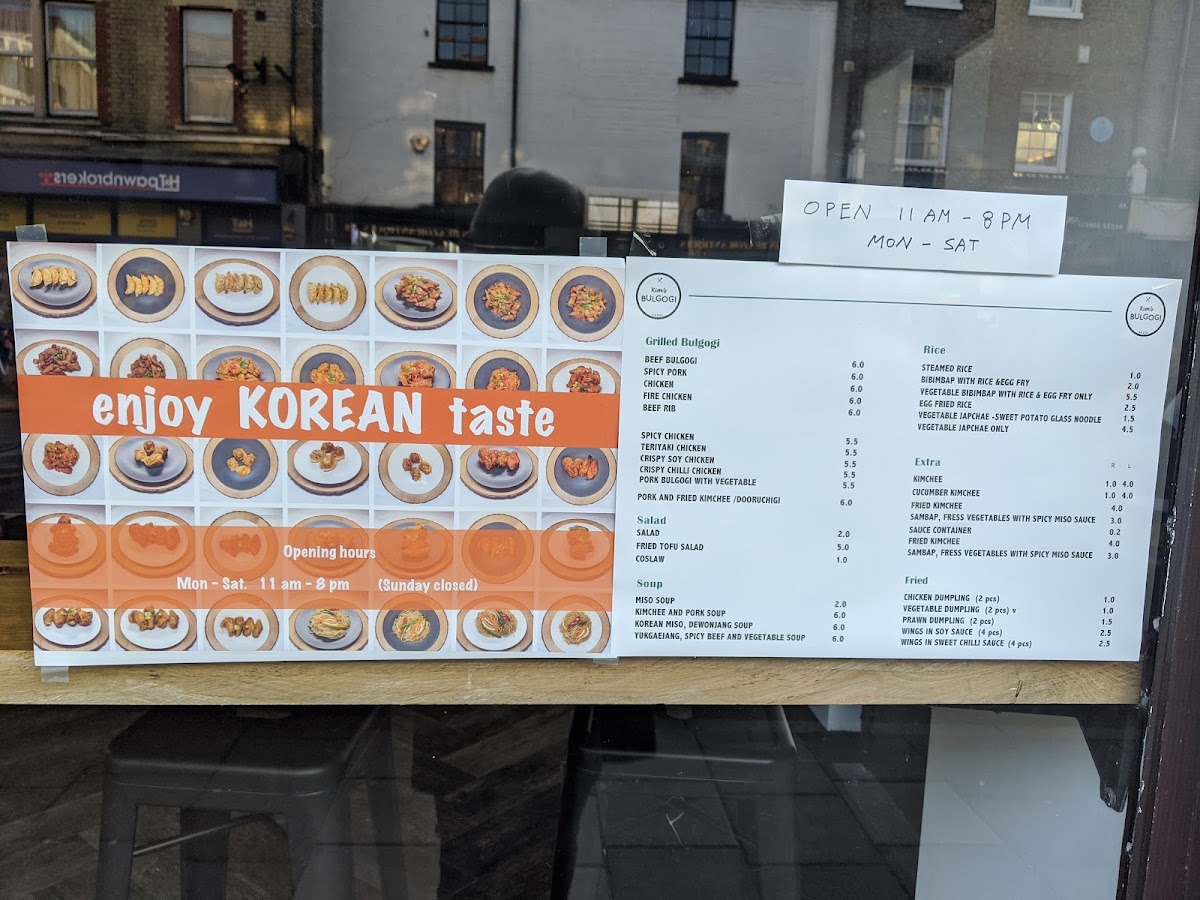 H&Tpawnbrokers
OPEN 11 AM - 8 PM
MON - SAT
enjoy KOREAN taste
Opening hours
Mon - Sat. 11 am - 8 pm (Sunday closed)
Kim's
BULGOGI
Kim's
BULGOGI
Grilled Bulgogi
BEEF BULGOGI 6.0
SPICY PORK 6.0
CHICKEN 6.0
FIRE CHICKEN 6.0
BEEF RIB 6.0
SPICY CHICKEN 5.5
TERIYAKI CHICKEN 5.5
CRISPY SOY CHICKEN 5.5
CRISPY CHILLI CHICKEN 5.5
PORK BULGOGI WITH VEGETABLE 5.5
PORK AND FRIED KIMCHEE /DOORUCHIGI 6.0
Salad
SALAD 2.0
FRIED TOFU SALAD 5.0
COSLAW 1.0
Soup
MISO SOUP 2.0
KIMCHEE AND PORK SOUP 6.0
KOREAN MISO, DEWONJANG SOUP 6.0
YUKGAEJANG, SPICY BEEF AND VEGETABLE SOUP 6.0
Rice
STEAMED RICE 1.0
BIBIMBAP WITH RICE &EGG FRY 2.0
VEGETABLE BIBIMBAP WITH RICE & EGG FRY ONLY 5.5
EGG FRIED RICE 2.5
VEGETABLE JAPCHAE -SWEET POTATO GLASS NOODLE 1.5
VEGETABLE JAPCHAE ONLY 4.5
Extra R L
KIMCHEE 1.0 4.0
CUCUMBER KIMCHEE 1.0 4.0
FRIED KIMCHEE 4.0
SAMBAP, FRESS VEGETABLES WITH SPICY MISO SAUCE 3.0
SAUCE CONTAINER 0.2
FRIED KIMCHEE 4.0
SAMBAP, FRESS VEGETABLES WITH SPICY MISO SAUCE 3.0
Fried
CHICKEN DUMPLING (2 pcs) 1.0
VEGETABLE DUMPLING (2 pcs) v 1.0
PRAWN DUMPLING (2 pcs) 1.5
WINGS IN SOY SAUCE (4 pcs) 2.5
WINGS IN SWEET CHILLI SAUCE (4 pcs) 2.5